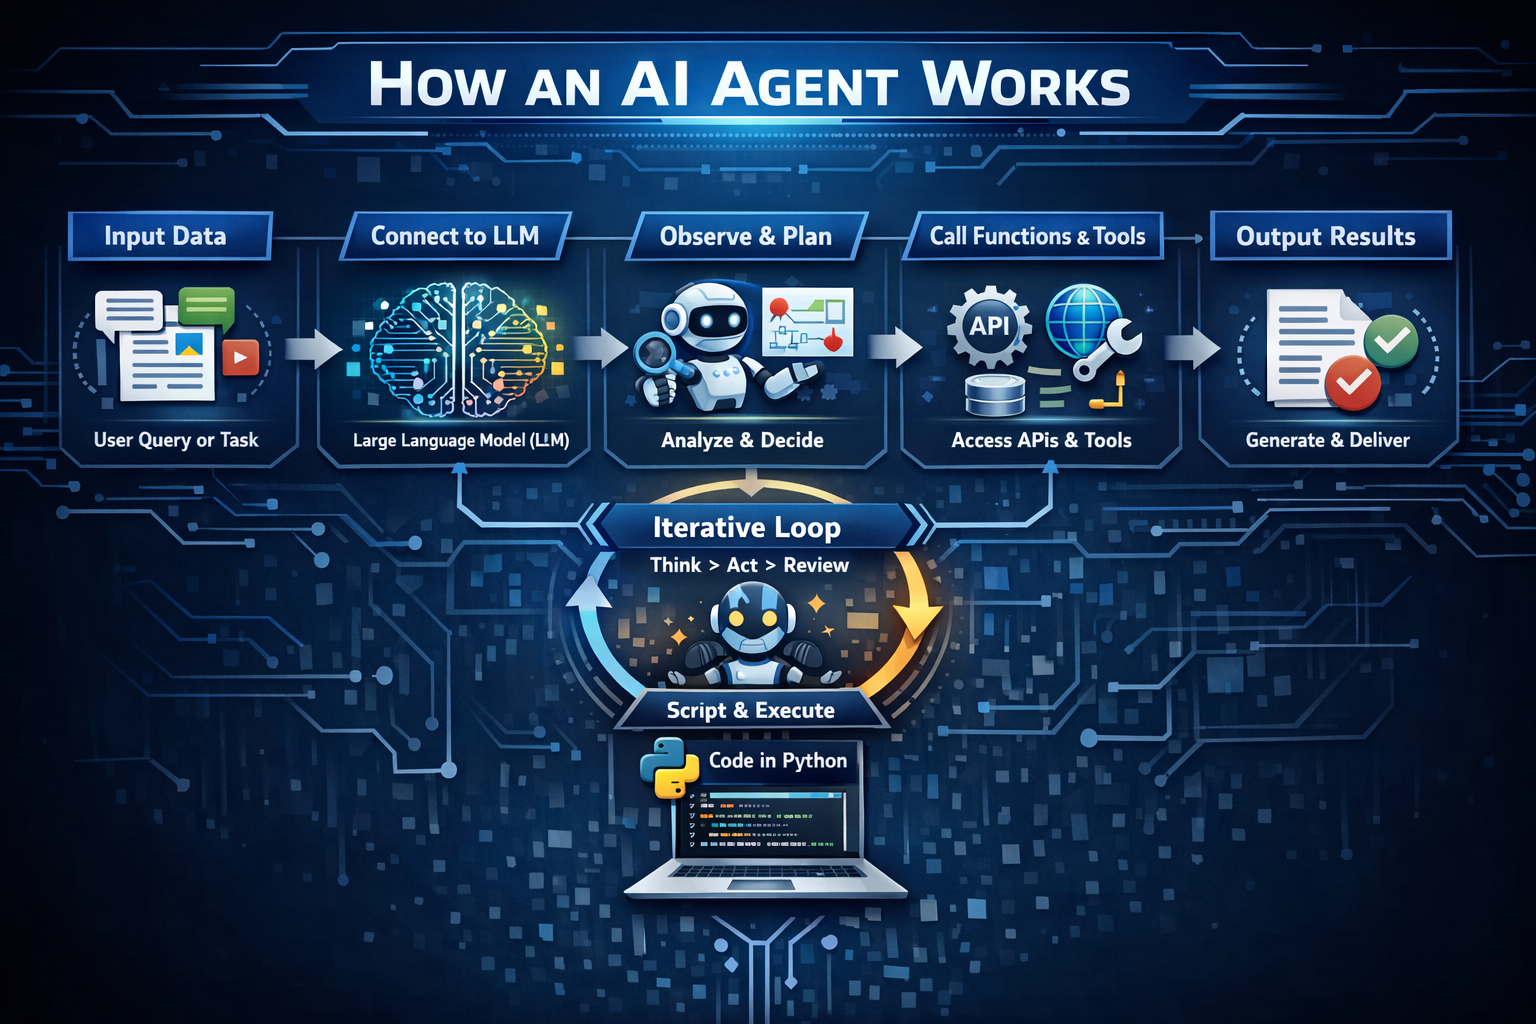 How an AI Agent Works
Input Data
Connect to LLM
Observe & Plan
Call Functions & Tools
Output Results
API
User Query or Task
Large Language Model (LLM)
Analyze & Decide
Access APIs & Tools
Generate & Deliver
Iterative Loop
Think > Act > Review
Script & Execute
Code in Python